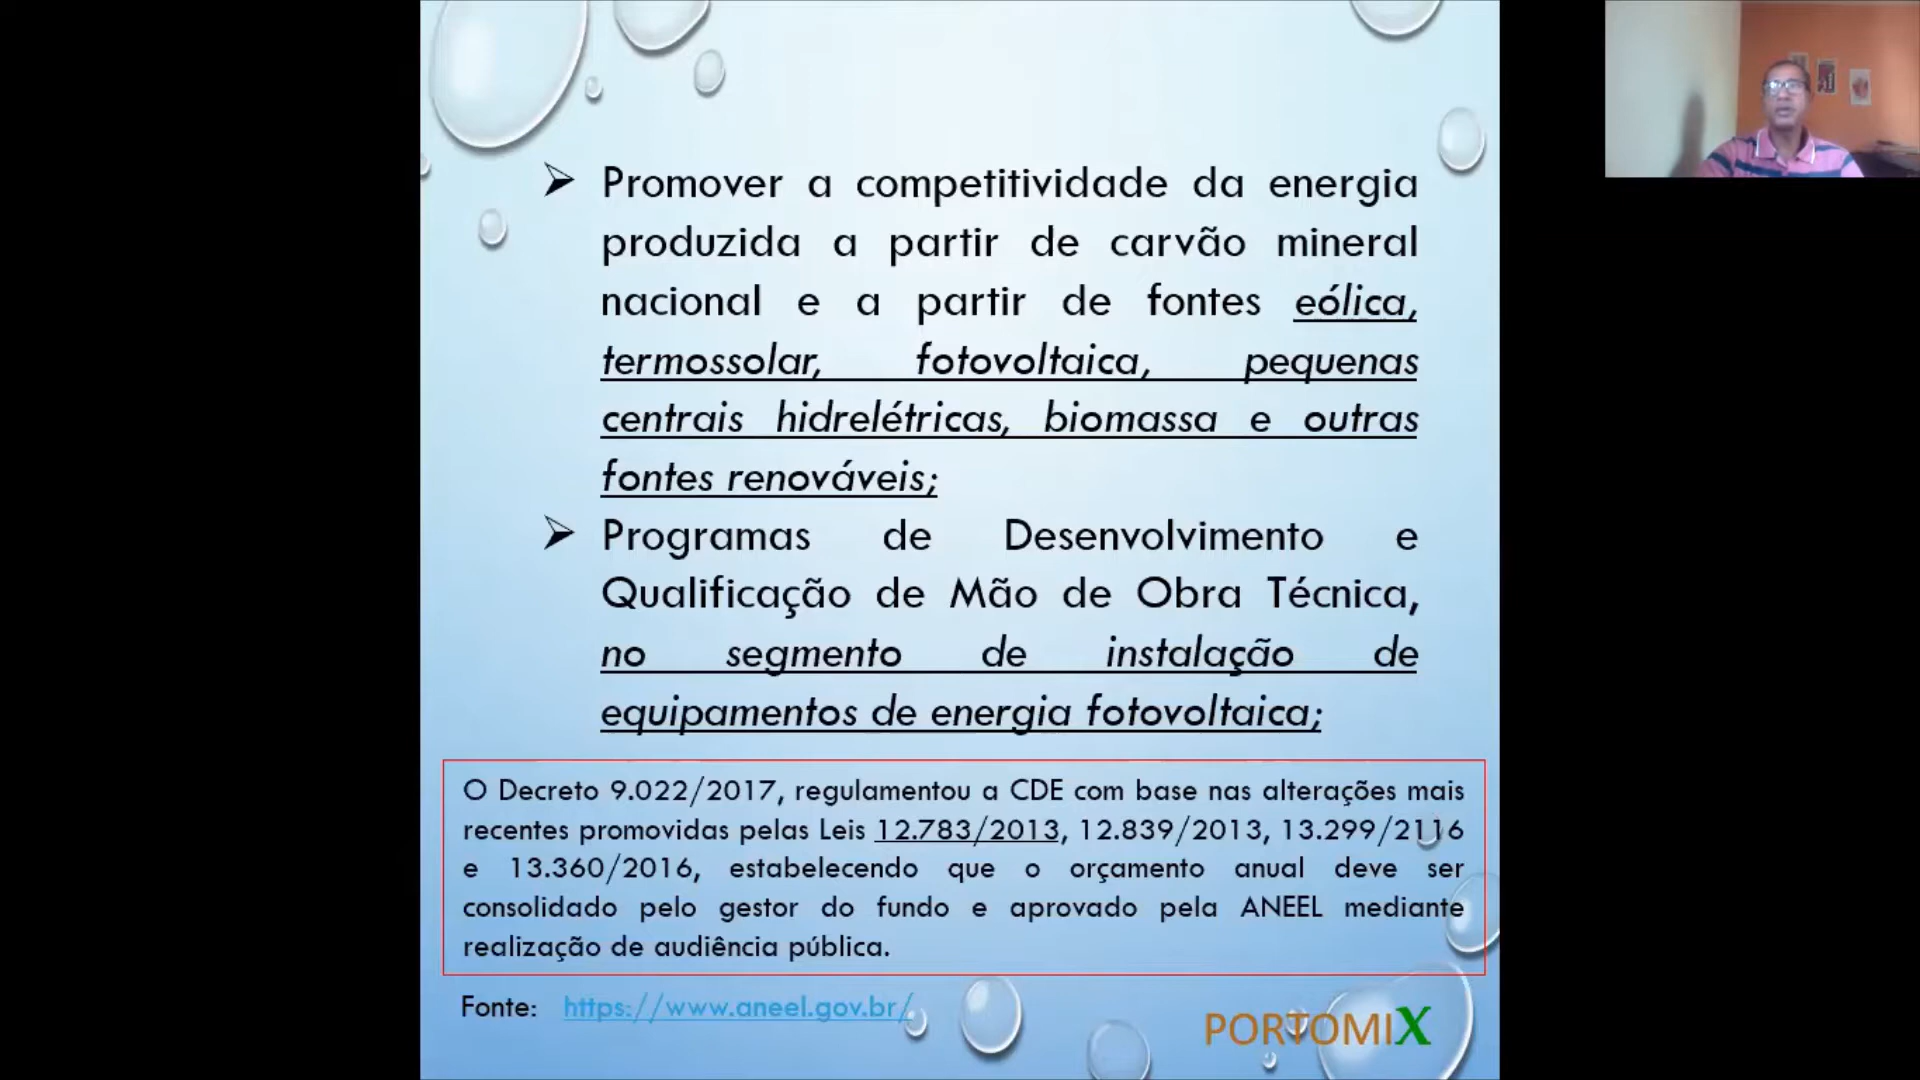 ➢ Promover a competitividade da energia
produzida a partir de carvão mineral
nacional e a partir de fontes eólica,
termossolar, fotovoltaica, pequenas
centrais hidrelétricas, biomassa e outras
fontes renováveis;
➢ Programas de Desenvolvimento e
Qualificação de Mão de Obra Técnica,
no segmento de instalação de
equipamentos de energia fotovoltaica;
O Decreto 9.022/2017, regulamentou a CDE com base nas alterações mais
recentes promovidas pelas Leis 12.783/2013, 12.839/2013, 13.299/2116
e 13.360/2016, estabelecendo que o orçamento anual deve ser
consolidado pelo gestor do fundo e aprovado pela ANEEL mediante
realização de audiência pública.
Fonte: https://www.aneel.gov.br/
PORTOMIX